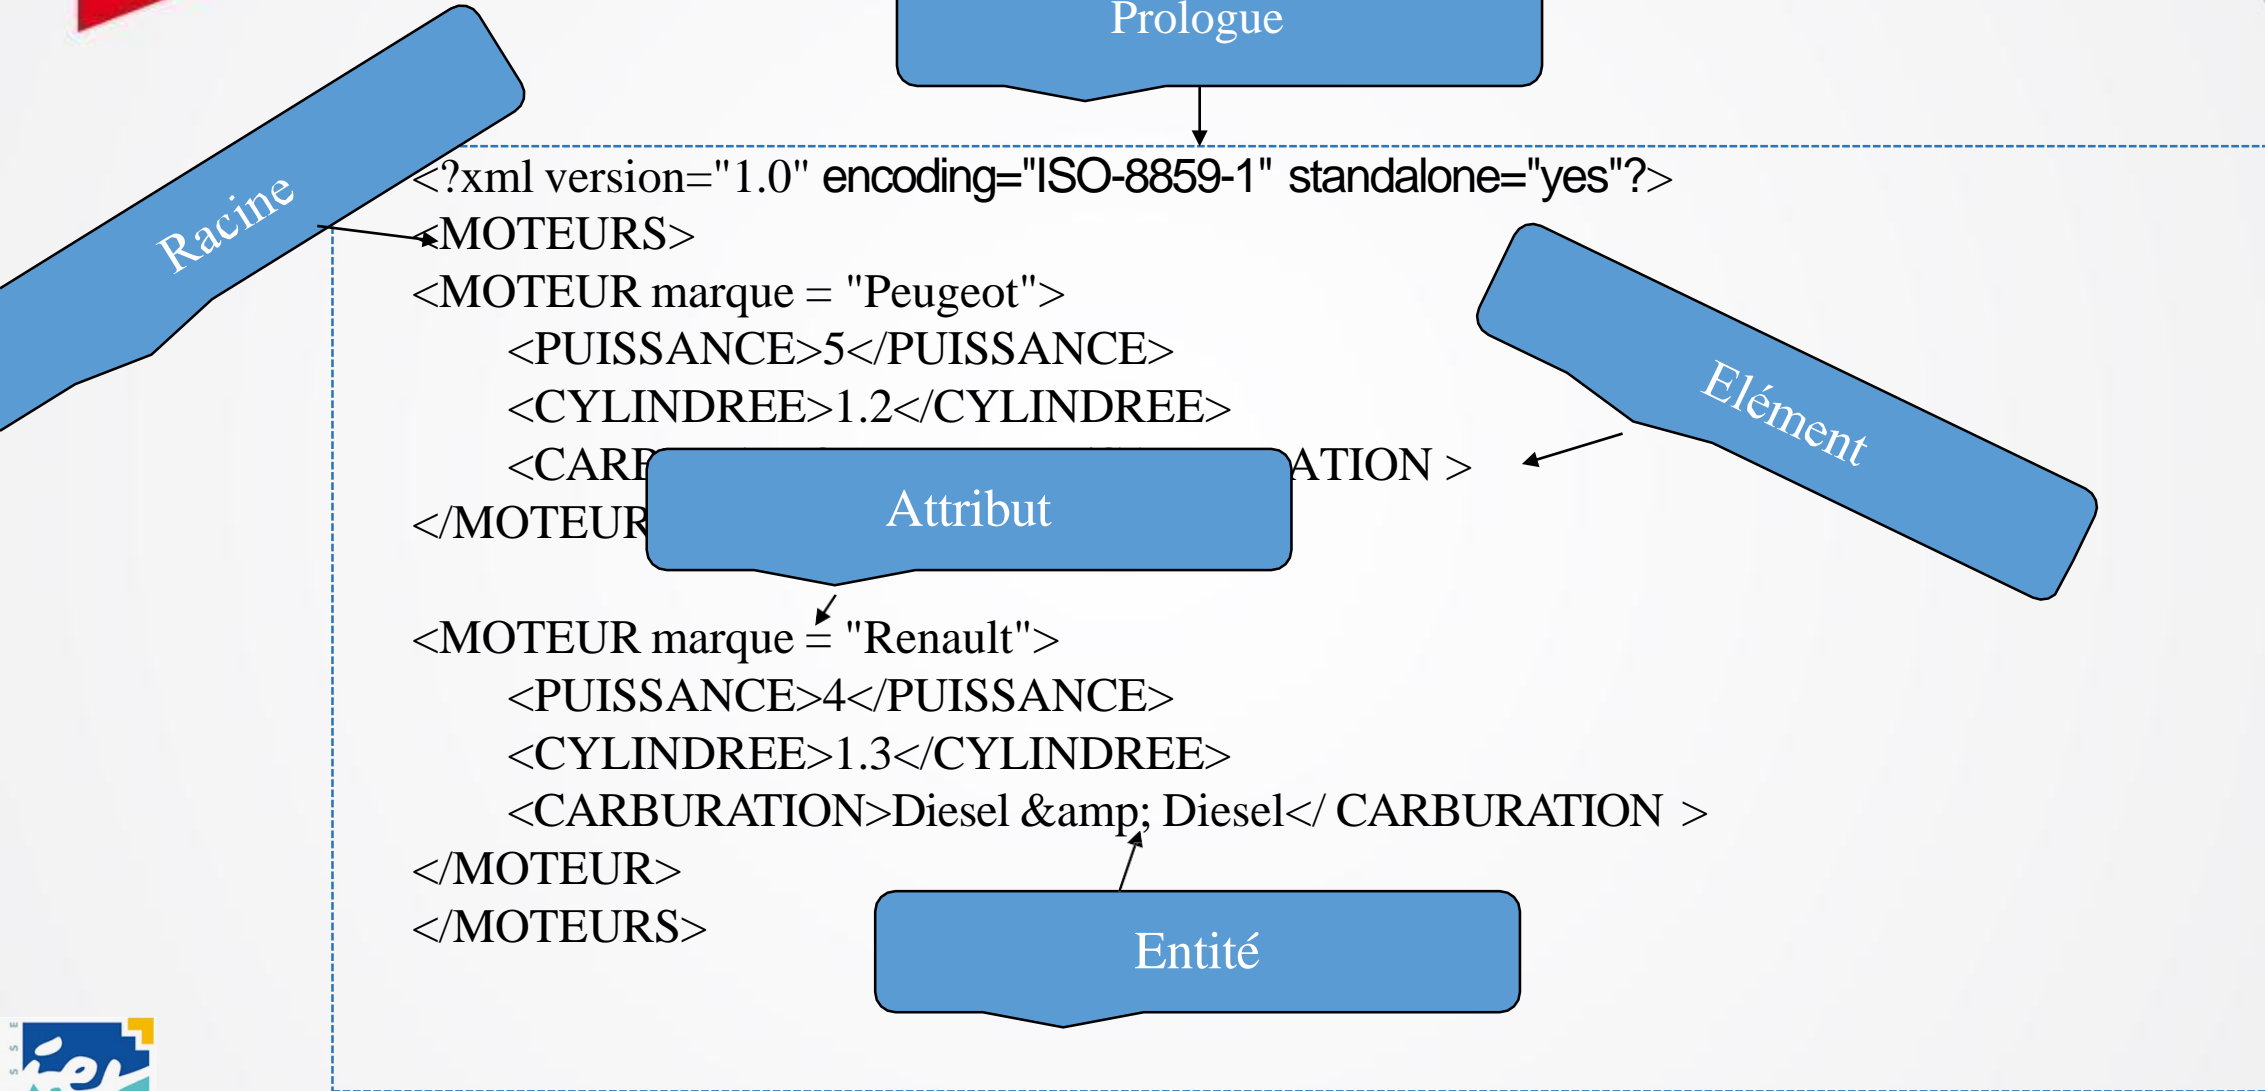 Prologue
Racine
<?xml version="1.0" encoding="ISO-8859-1" standalone="yes"?>
<MOTEURS>
<MOTEUR marque = "Peugeot">
<PUISSANCE>5</PUISSANCE>
Elément
<CYLINDREE>1.2</CYLINDREE>
<CARB ATION >
Attribut
</MOTEUR
<MOTEUR marque = "Renault">
<PUISSANCE>4</PUISSANCE>
<CYLINDREE>1.3</CYLINDREE>
<CARBURATION>Diesel &amp; Diesel</ CARBURATION >
</MOTEUR>
</MOTEURS>
Entité